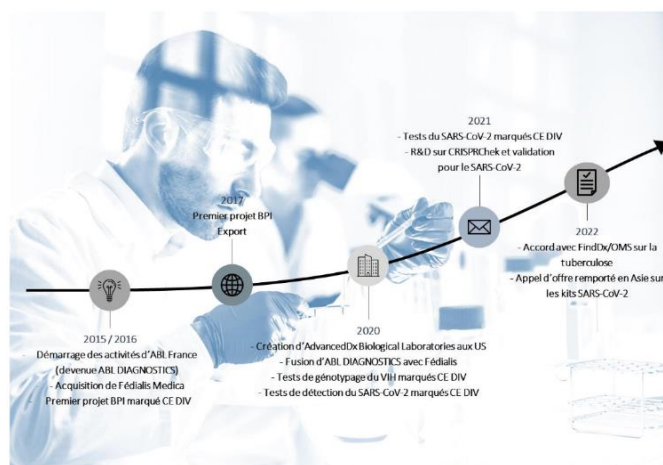 2015 / 2016
Démarrage des activités d'ABL France
(devenue ABL DIAGNOSTICS)
- Acquisition de Fédialis Medica
Premier projet BPI marqué CE DIV
2017
Premier projet BPI
Export
2020
- Création d'AdvancedDx Biological Laboratories aux US
- Fusion d'ABL DIAGNOSTICS avec Fédialis
- Tests de génotypage du VIH marqués CE DIV
- Tests de détection du SARS-CoV-2 marqués CE DIV
2021
- Tests du SARS-CoV-2 marqués CE DIV
- R&D sur CRISPRChek et validation
pour le SARS-CoV-2
2022
- Accord avec FindDx/OMS sur la
tuberculose
- Appel d'offre remporté en Asie sur
les kits SARS-CoV-2